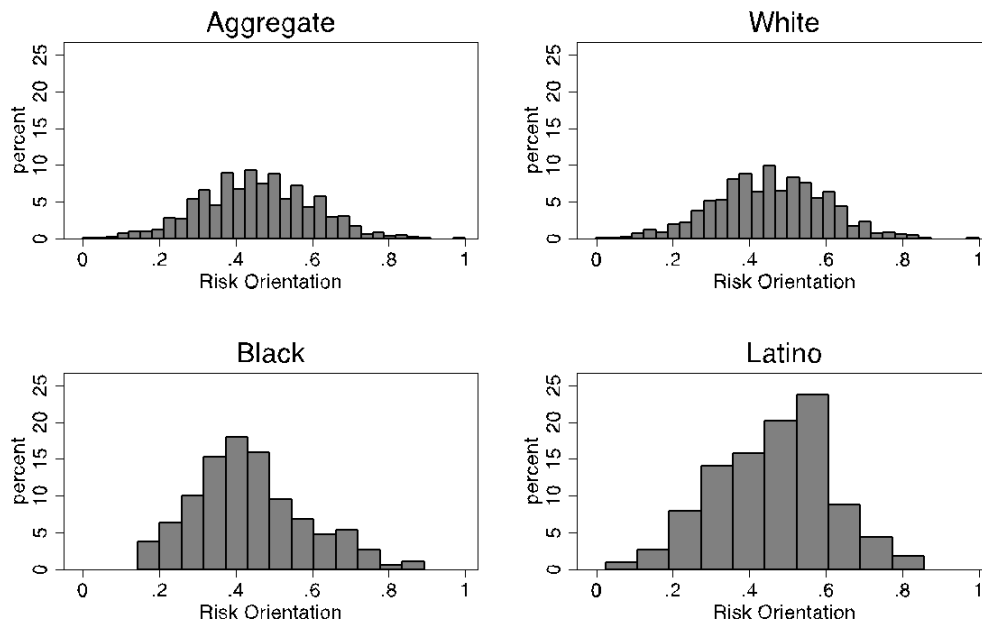 Aggregate
percent
25
20
15
10
5
0
0 .2 .4 .6 .8 1
Risk Orientation
White
percent
25
20
15
10
5
0
0 .2 .4 .6 .8 1
Risk Orientation
Black
percent
25
20
15
10
5
0
0 .2 .4 .6 .8 1
Risk Orientation
Latino
percent
25
20
15
10
5
0
0 .2 .4 .6 .8 1
Risk Orientation